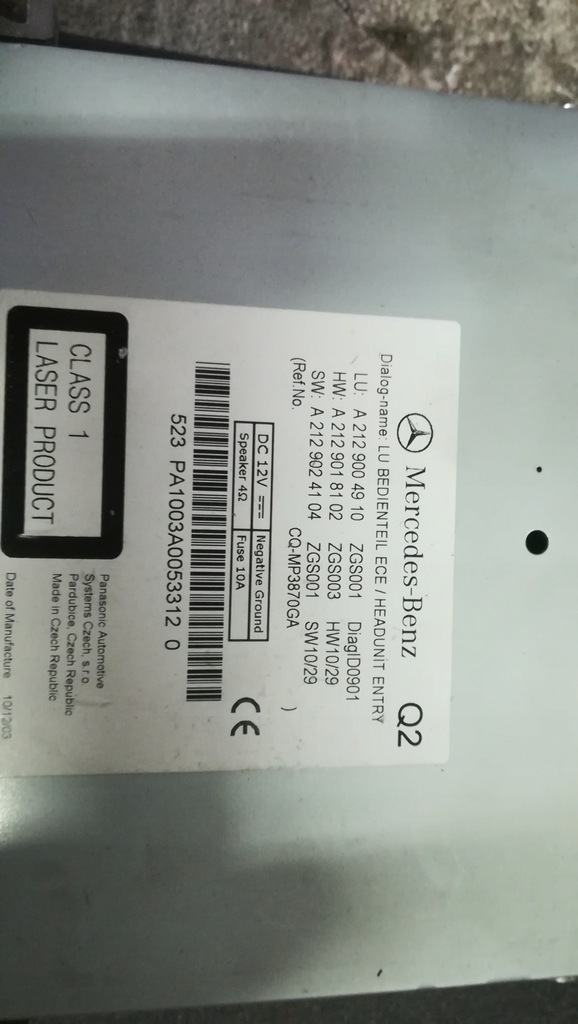 Mercedes-Benz Q2
Dialog-name: LU BEDIENTEIL ECE / HEADUNIT ENTRY
LU: A 212 900 49 10 ZGS001 DiagID0901
HW: A 212 901 81 02 ZGS003 HW10/29
SW: A 212 902 41 04 ZGS001 SW10/29
(Ref.No. CQ-MP3870GA )
DC 12V Negative Ground
Speaker 4Ω Fuse 10A
CE
523 PA1003A0053312 0
CLASS 1
LASER PRODUCT
Panasonic Automotive
Systems Czech, s.r.o.
Pardubice, Czech Republic
Made in Czech Republic
Date of Manufacture 10/12/03